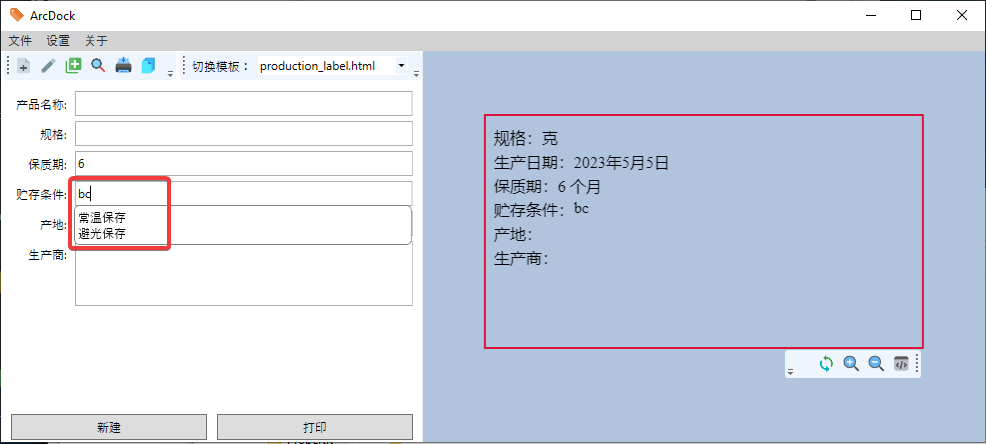 ArcDock
文件 设置 关于
切换模板： production_label.html
产品名称:
规格:
保质期: 6
贮存条件: bc
常温保存
避光保存
产地:
生产商:
新建 打印
规格：克
生产日期：2023年5月5日
保质期：6 个月
贮存条件：bc
产地：
生产商：